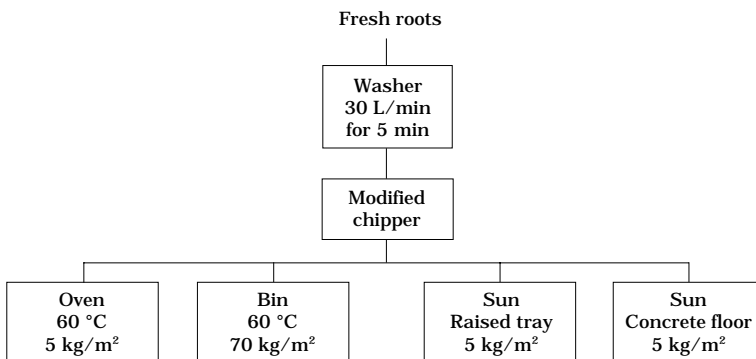 Fresh roots
Washer
30 L/min
for 5 min
Modified
chipper
Oven
60 °C
5 kg/m²
Bin
60 °C
70 kg/m²
Sun
Raised tray
5 kg/m²
Sun
Concrete floor
5 kg/m²